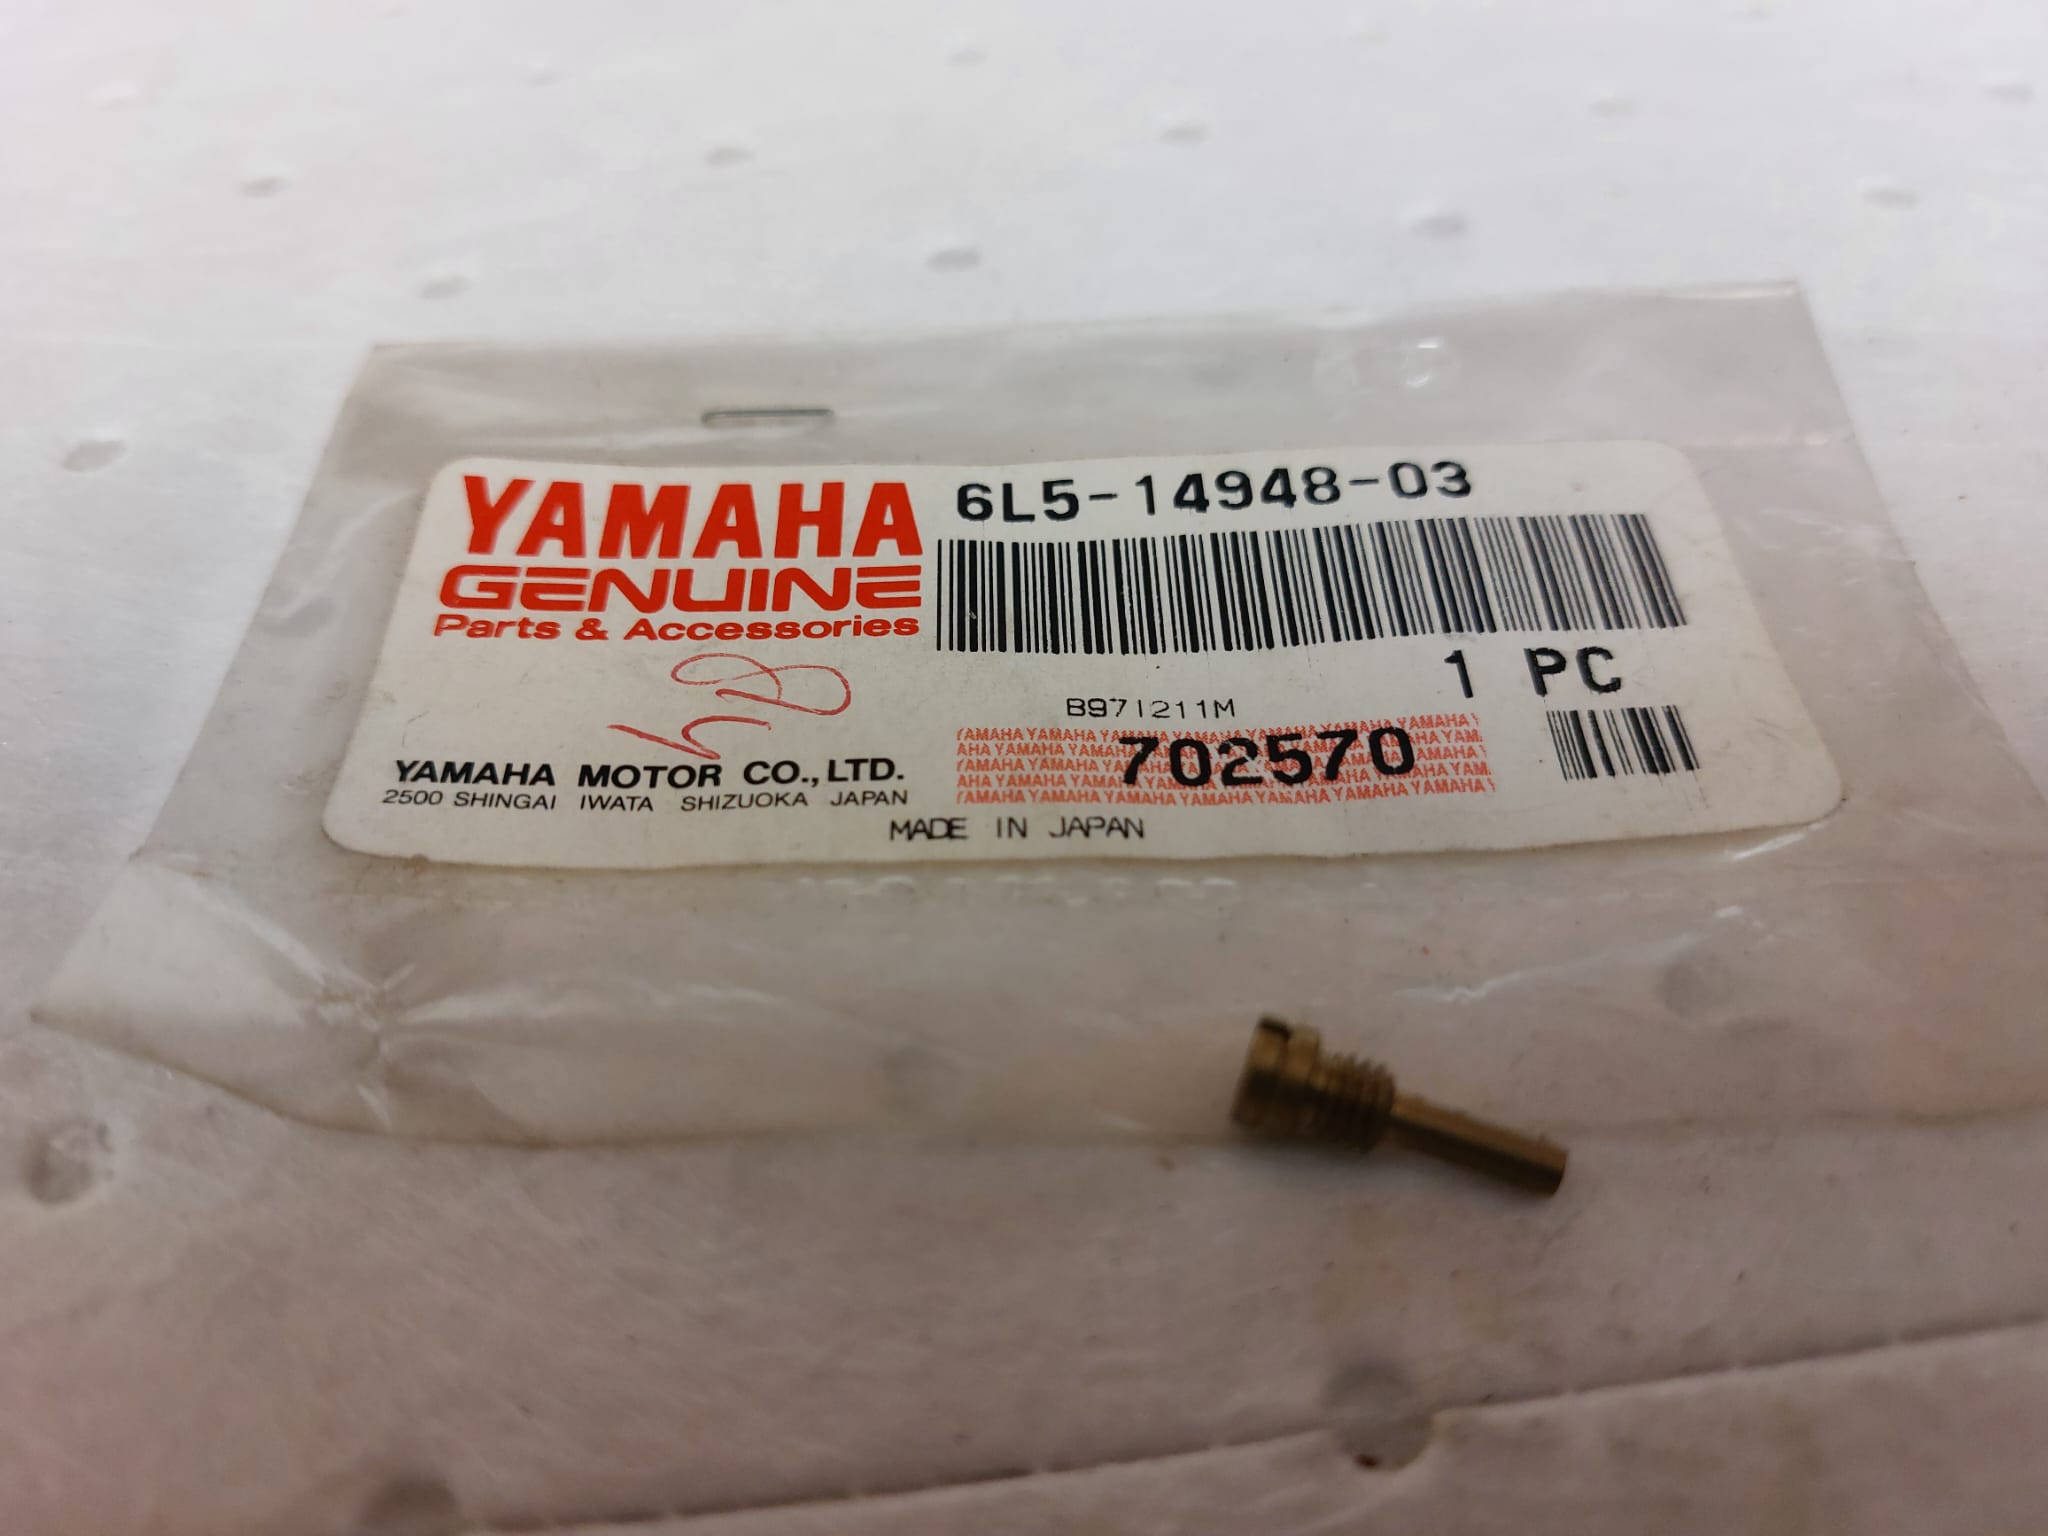 YAMAHA
GENUINE
Parts & Accessories
6L5-14948-03
1 PC
B971211M
702570
YAMAHA MOTOR CO., LTD.
2500 SHINGAI IWATA SHIZUOKA JAPAN
MADE IN JAPAN